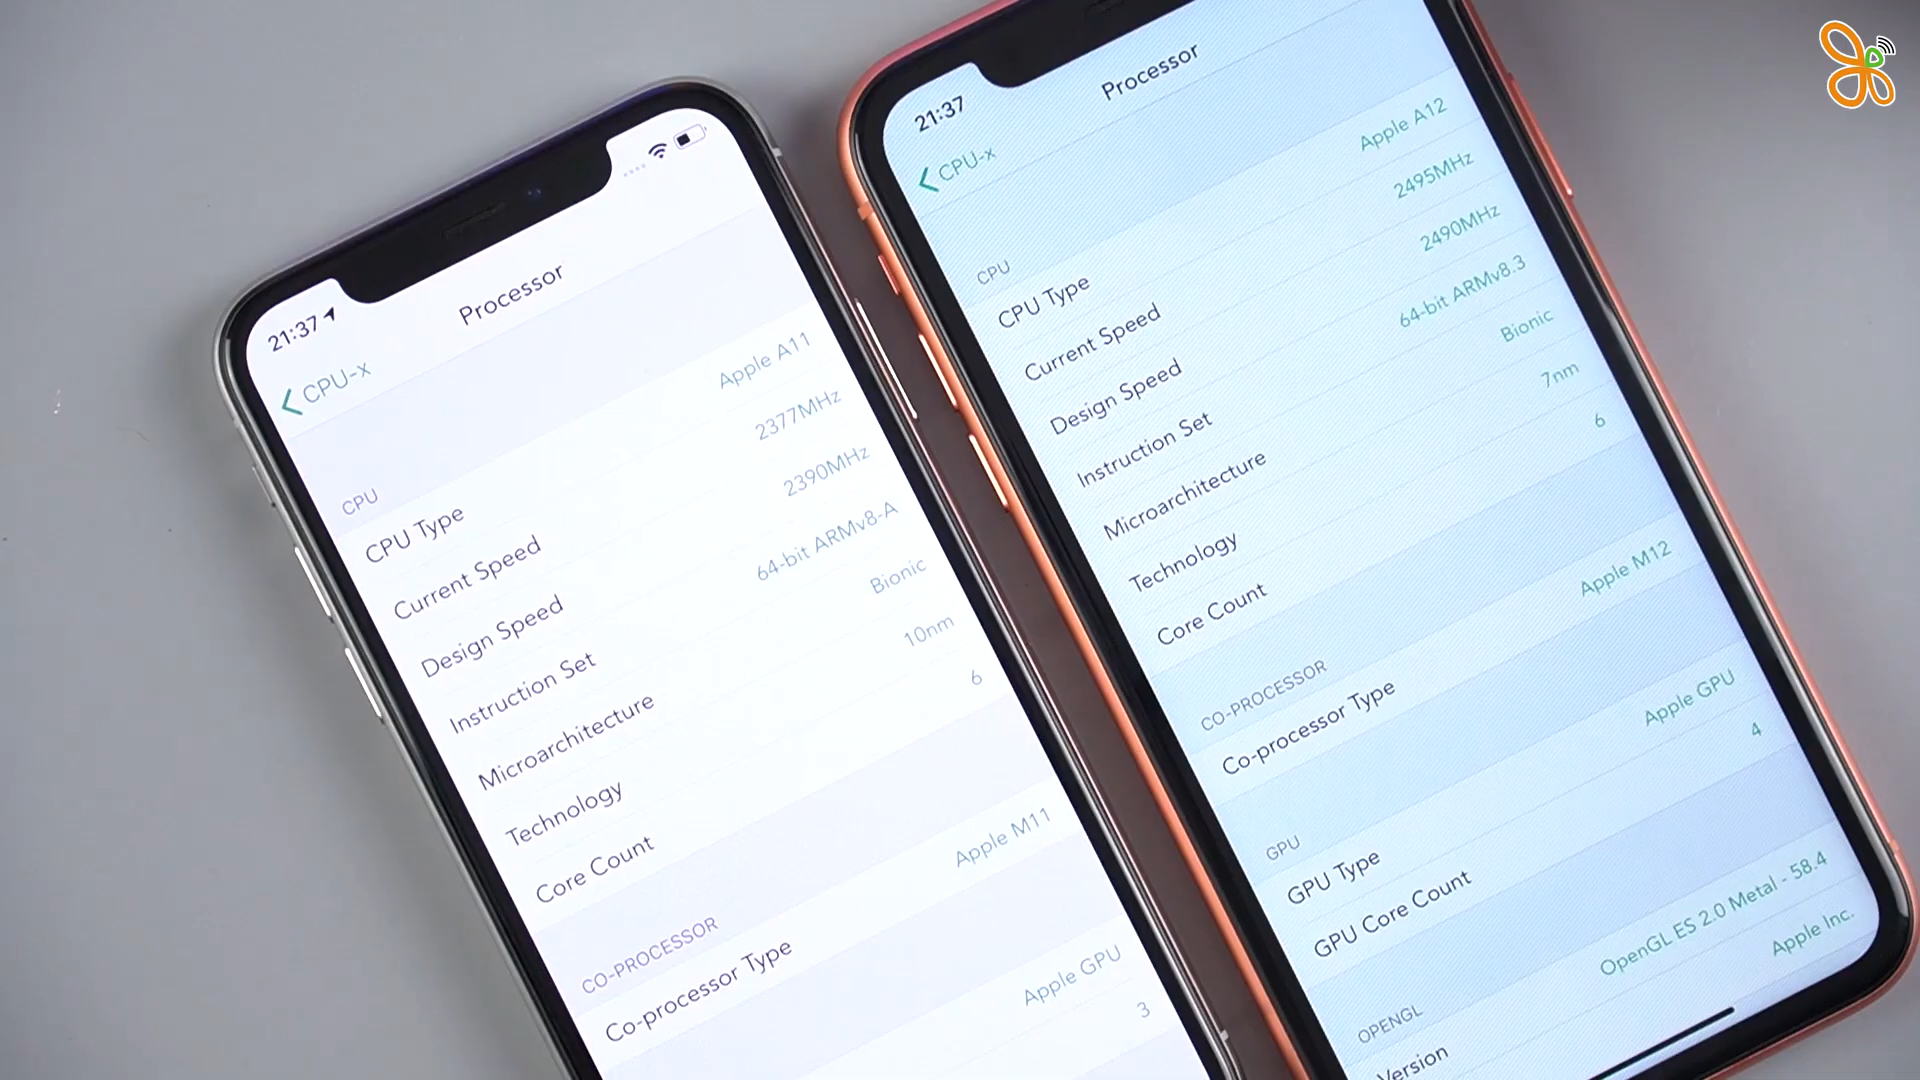 21:37
Processor
CPU-x
CPU
CPU Type Apple A11
Current Speed 2377MHz
Design Speed 2390MHz
Instruction Set 64-bit ARMv8-A
Microarchitecture Bionic
Technology 10nm
Core Count 6
CO-PROCESSOR
Co-processor Type Apple M11
Apple GPU
3
21:37
Processor
CPU-x
CPU
CPU Type Apple A12
Current Speed 2495MHz
Design Speed 2490MHz
Instruction Set 64-bit ARMv8.3
Microarchitecture Bionic
Technology 7nm
Core Count 6
CO-PROCESSOR
Co-processor Type Apple M12
GPU
GPU Type Apple GPU
GPU Core Count 4
OPENGL
Version OpenGL ES 2.0 Metal - 58.4
Apple Inc.